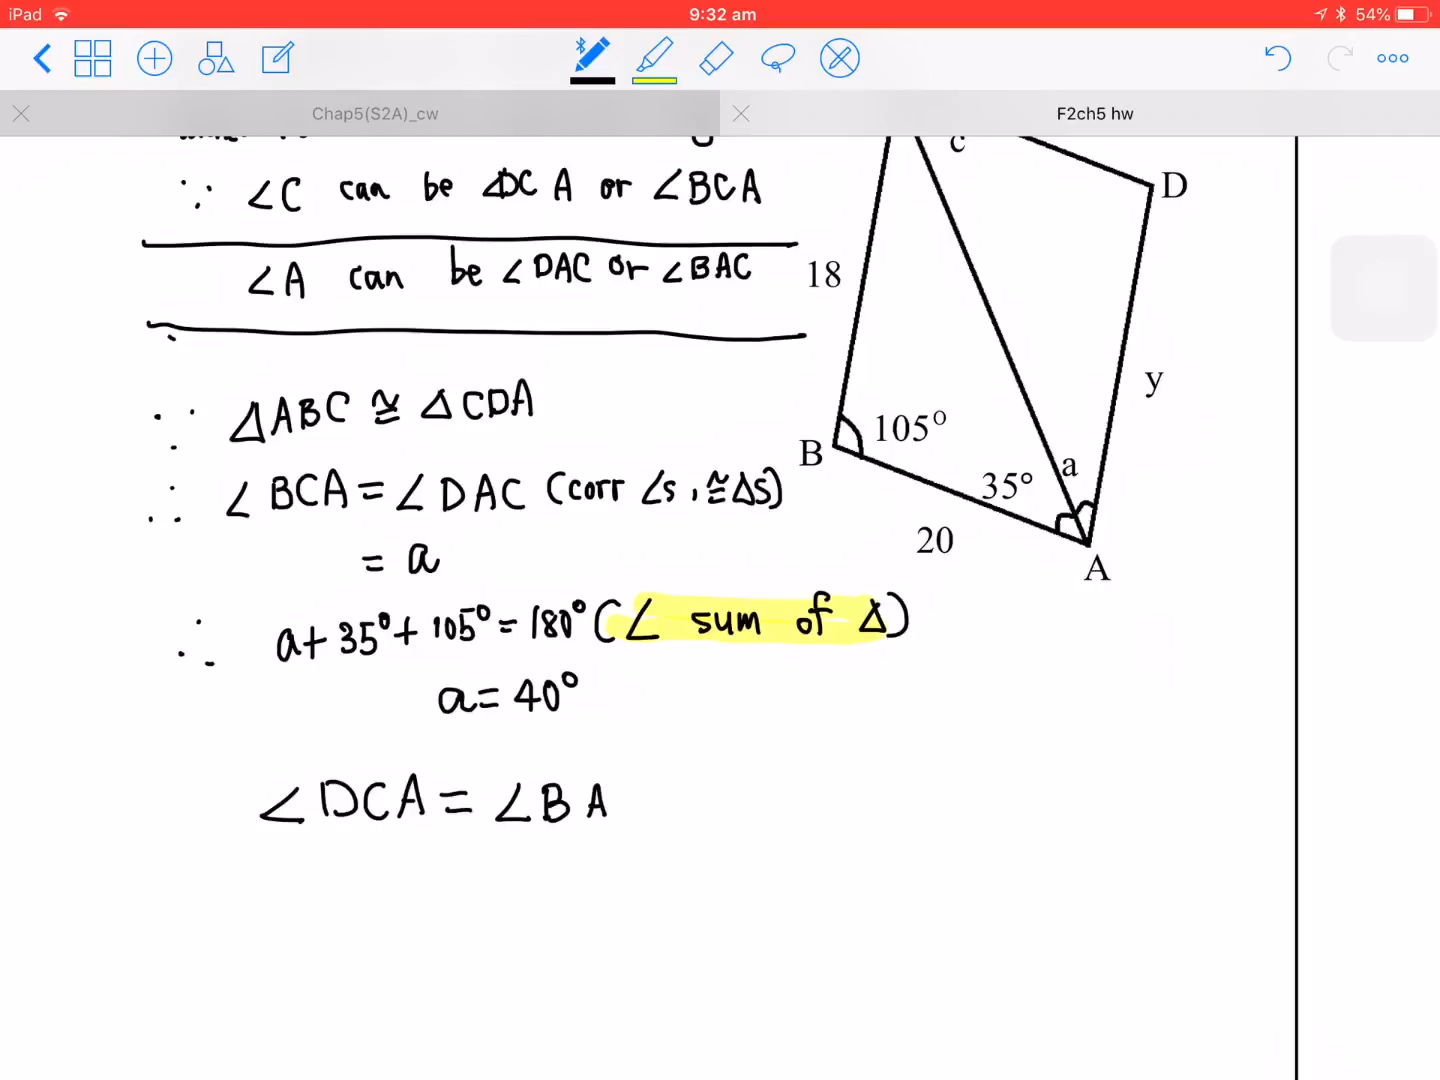 iPad 9:32 am 54%
Chap5(S2A)_cw F2ch5 hw
c
D
∵ ∠C can be ∠DCA or ∠BCA
∠A can be ∠DAC or ∠BAC
18
y
∵ △ABC ≅ △CDA
B 105°
a
35°
∴ ∠BCA = ∠DAC (corr ∠s, ≅△s)
20
= a
A
∴ a + 35° + 105° = 180° (∠ sum of △)
a = 40°
∠DCA = ∠B A